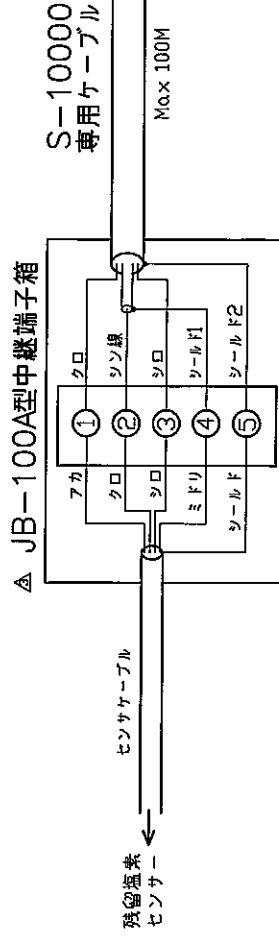 △ JB-100A型中継端子箱
S-10000
専用ケーブル
Max 100M
アカ ① クロ
クロ ② シン線
シロ ③ シロ
ミドリ ④ シールド1
シールド ⑤ シールド2
センサケーブル
残留塩素
センサー